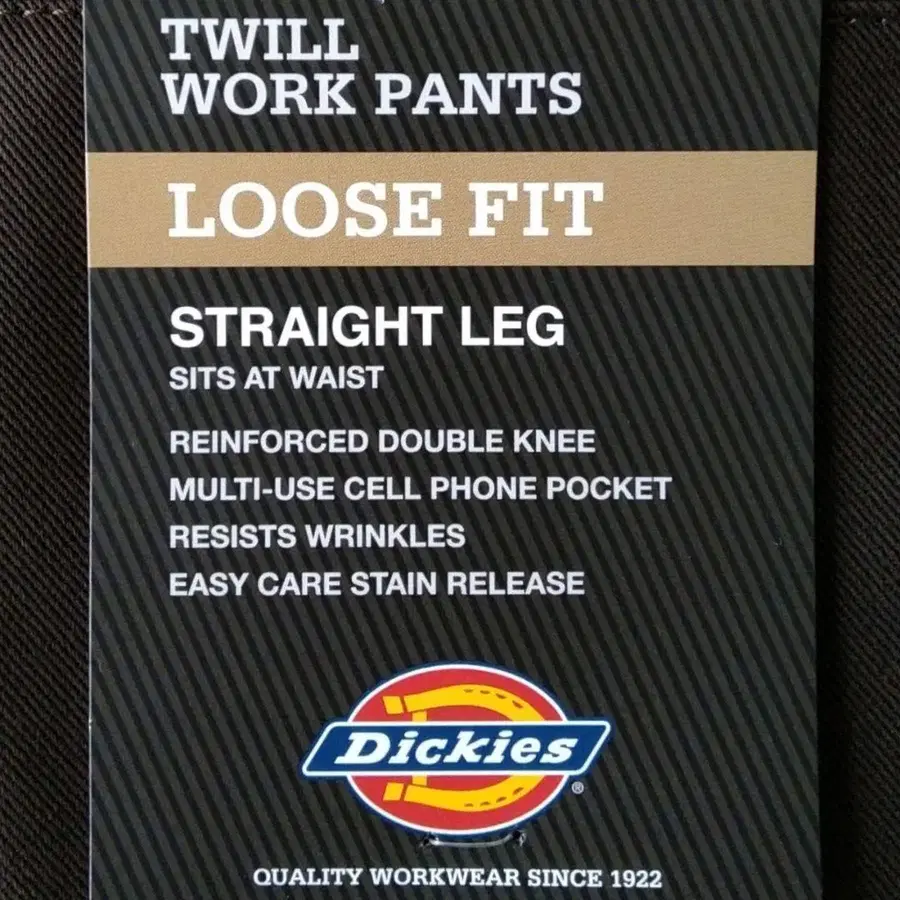 TWILL
WORK PANTS
LOOSE FIT
STRAIGHT LEG
SITS AT WAIST
REINFORCED DOUBLE KNEE
MULTI-USE CELL PHONE POCKET
RESISTS WRINKLES
EASY CARE STAIN RELEASE
Dickies
®
QUALITY WORKWEAR SINCE 1922